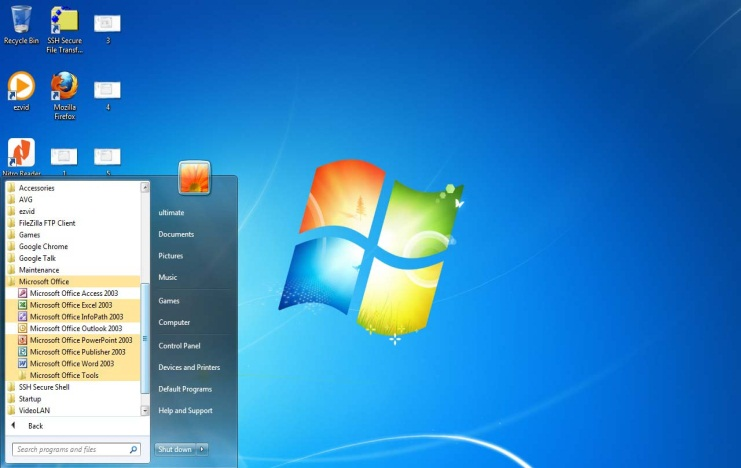 Recycle Bin
SSH Secure
File Transf...
3
ezvid
Mozilla
Firefox
4
Nitro Reader
1
5
Accessories
AVG
ezvid
FileZilla FTP Client
Games
Google Chrome
Google Talk
Maintenance
Microsoft Office
Microsoft Office Access 2003
Microsoft Office Excel 2003
Microsoft Office InfoPath 2003
Microsoft Office Outlook 2003
Microsoft Office PowerPoint 2003
Microsoft Office Publisher 2003
Microsoft Office Word 2003
Microsoft Office Tools
SSH Secure Shell
Startup
VideoLAN
Back
Search programs and files
ultimate
Documents
Pictures
Music
Games
Computer
Control Panel
Devices and Printers
Default Programs
Help and Support
Shut down